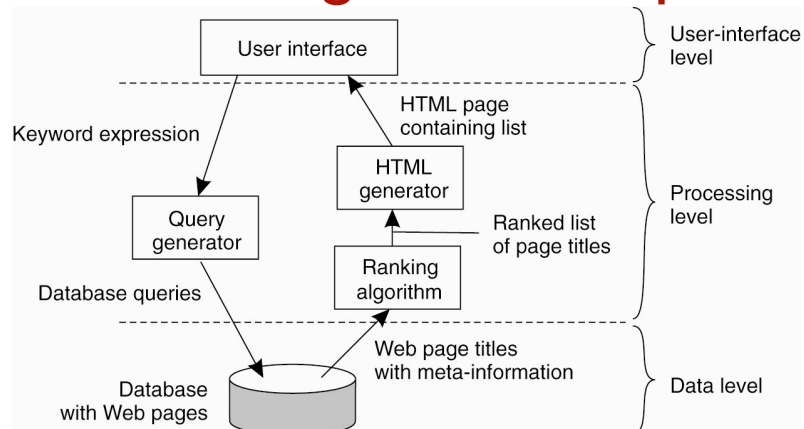 User interface
User-interface
level
Keyword expression
HTML page
containing list
HTML
generator
Processing
level
Query
generator
Ranked list
of page titles
Ranking
algorithm
Database queries
Web page titles
with meta-information
Database
with Web pages
Data level